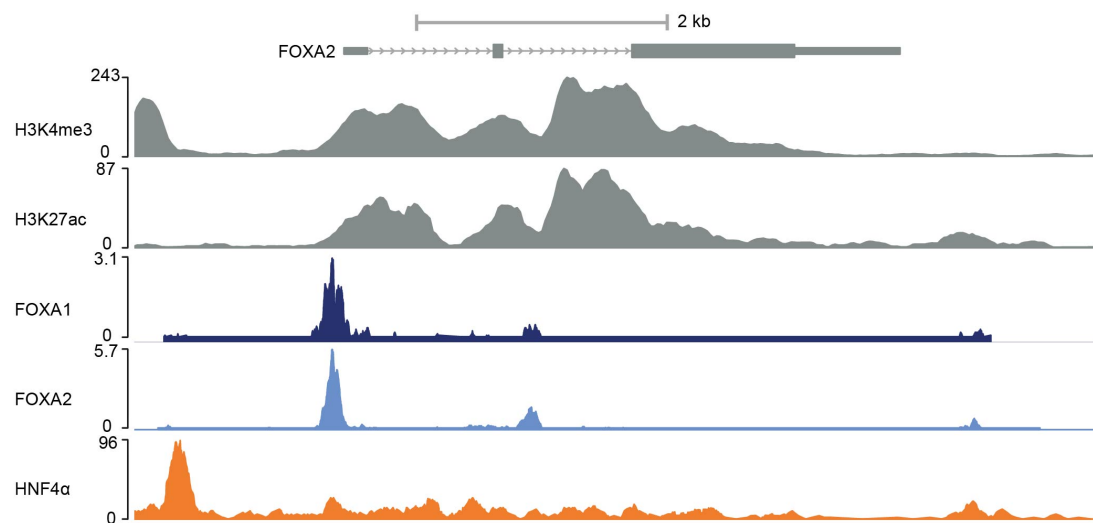 2 kb
FOXA2
243
H3K4me3
0
87
H3K27ac
0
3.1
FOXA1
0
5.7
FOXA2
0
96
HNF4α
0